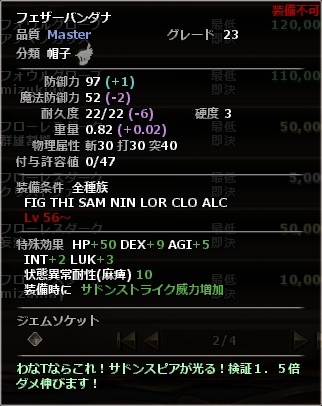 フェザーバンダナ
装備不可
品質 Master グレード 23
分類 帽子
防御力 97 (+1)
魔法防御力 52 (-2)
耐久度 22/22 (-6) 硬度 3
重量 0.82 (+0.02)
物理属性 斬30 打30 突40
付与許容値 0/47
装備条件 全種族
FIG THI SAM NIN LOR CLO ALC
Lv 56～
特殊効果 HP+50 DEX+9 AGI+5
INT+2 LUK+3
状態異常耐性(麻痺) 10
装備時に サドンストライク威力増加
ジェムソケット
2/4
わなTならこれ！サドンスピアが光る！検証1．5倍
ダメ伸びます！